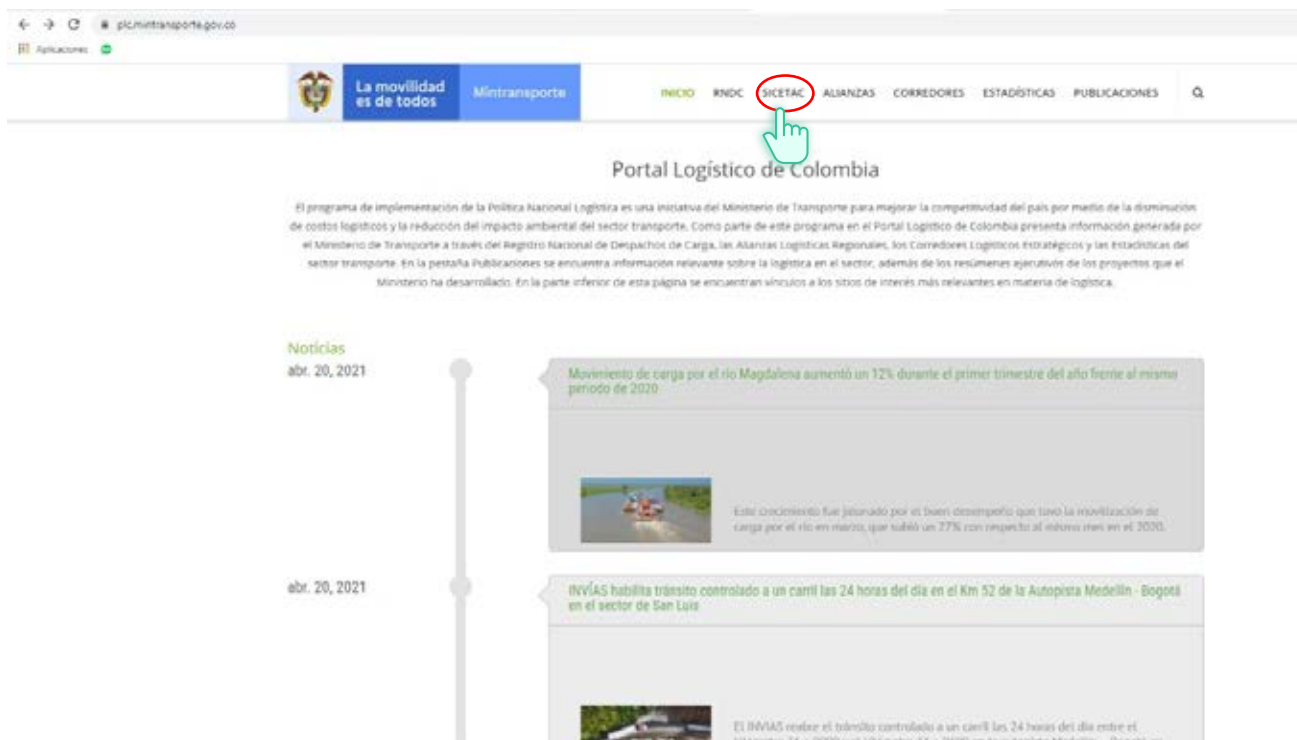 plc.mintransporte.gov.co
Aplicaciones
La movilidad
es de todos
Mintransporte
INICIO RNDC SICETAC ALIANZAS CORREDORES ESTADÍSTICAS PUBLICACIONES
Portal Logístico de Colombia
El programa de implementación de la Política Nacional Logística es una iniciativa del Ministerio de Transporte para mejorar la competitividad del país por medio de la disminución
de costos logísticos y la reducción del impacto ambiental del sector transporte. Como parte de este programa en el Portal Logístico de Colombia presenta información generada por
el Ministerio de Transporte a través del Registro Nacional de Despachos de Carga, las Alianzas Logísticas Regionales, los Corredores Logísticos Estratégicos y las Estadísticas del
sector transporte. En la pestaña Publicaciones se encuentra información relevante sobre la logística en el sector, además de los resúmenes ejecutivos de los proyectos que el
Ministerio ha desarrollado. En la parte inferior de esta página se encuentran vínculos a los sitios de interés más relevantes en materia de logística.
Noticias
abr. 20, 2021
Movimiento de carga por el río Magdalena aumentó un 12% durante el primer trimestre del año frente al mismo
periodo de 2020
Este crecimiento fue jalonado por el buen desempeño que tuvo la movilización de
carga por el río en marzo, que subió un 27% con respecto al mismo mes en el 2020.
abr. 20, 2021
INVÍAS habilita tránsito controlado a un carril las 24 horas del día en el Km 52 de la Autopista Medellín - Bogotá
en el sector de San Luis
El INVIAS reabre el tránsito controlado a un carril las 24 horas del día entre el